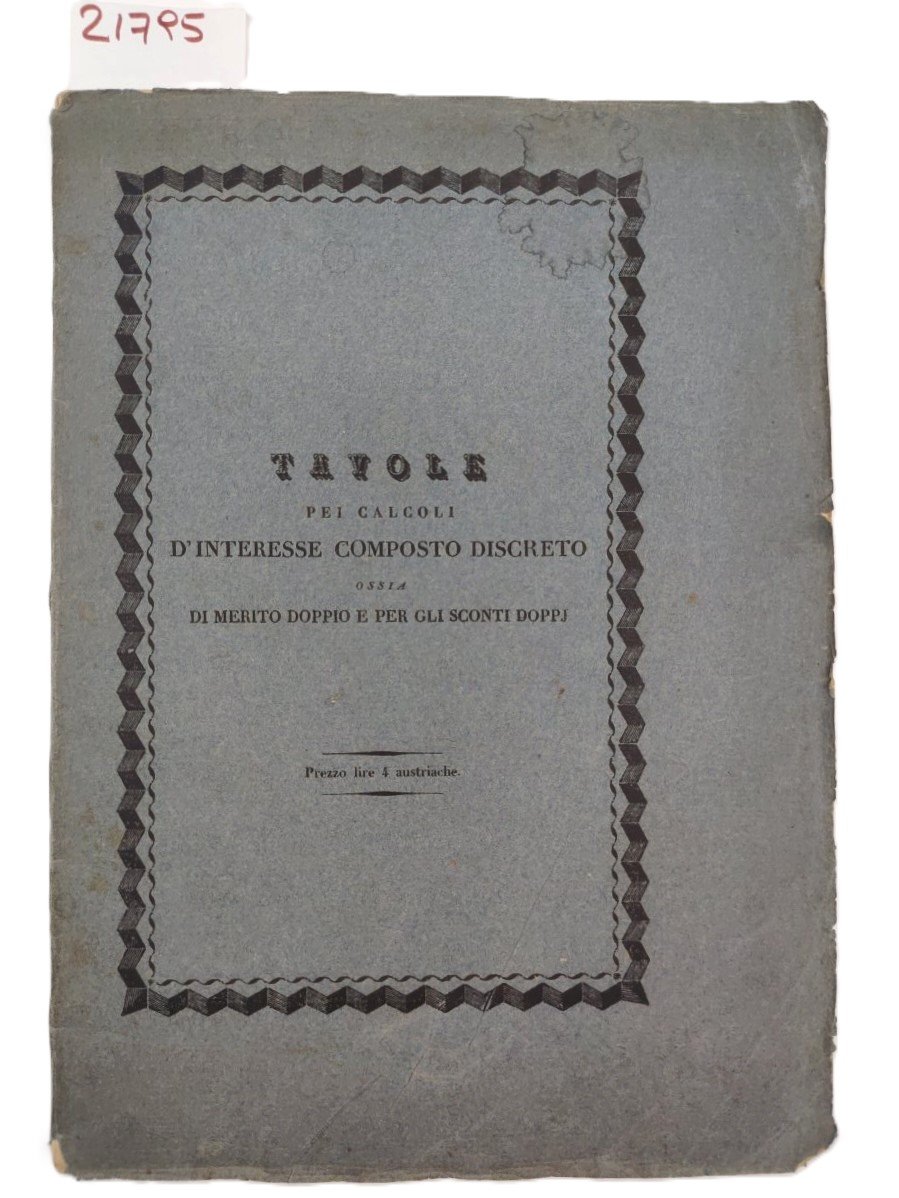 21795
TAVOLE
PEI CALCOLI
D'INTERESSE COMPOSTO DISCRETO
OSSIA
DI MERITO DOPPIO E PER GLI SCONTI DOPPJ
Prezzo lire 4 austriache.